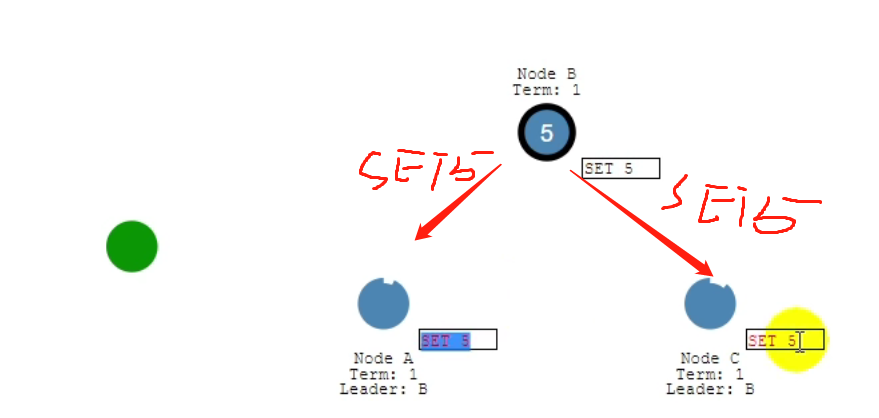 Node B
Term: 1
5
SET 5
SET5
SET5
SET 5
SET 5
Node A
Term: 1
Leader: B
Node C
Term: 1
Leader: B